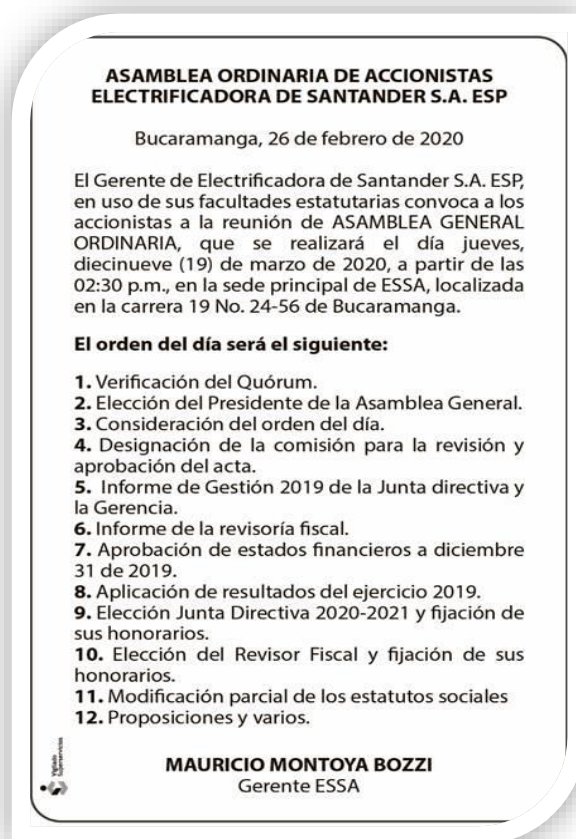 ASAMBLEA ORDINARIA DE ACCIONISTAS
ELECTRIFICADORA DE SANTANDER S.A. ESP
Bucaramanga, 26 de febrero de 2020
El Gerente de Electrificadora de Santander S.A. ESP,
en uso de sus facultades estatutarias convoca a los
accionistas a la reunión de ASAMBLEA GENERAL
ORDINARIA, que se realizará el día jueves,
diecinueve (19) de marzo de 2020, a partir de las
02:30 p.m., en la sede principal de ESSA, localizada
en la carrera 19 No. 24-56 de Bucaramanga.
El orden del día será el siguiente:
1. Verificación del Quórum.
2. Elección del Presidente de la Asamblea General.
3. Consideración del orden del día.
4. Designación de la comisión para la revisión y
aprobación del acta.
5. Informe de Gestión 2019 de la Junta directiva y
la Gerencia.
6. Informe de la revisoría fiscal.
7. Aprobación de estados financieros a diciembre
31 de 2019.
8. Aplicación de resultados del ejercicio 2019.
9. Elección Junta Directiva 2020-2021 y fijación de
sus honorarios.
10. Elección del Revisor Fiscal y fijación de sus
honorarios.
11. Modificación parcial de los estatutos sociales
12. Proposiciones y varios.
Vigilado
Superservicios
MAURICIO MONTOYA BOZZI
Gerente ESSA